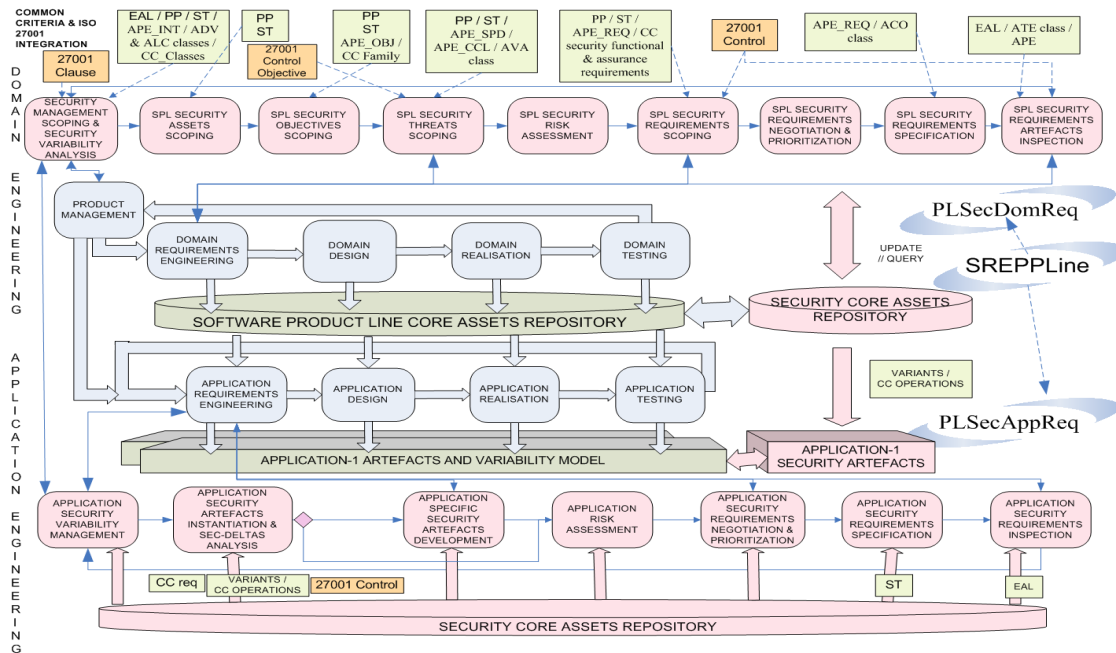 COMMON
CRITERIA & ISO
27001
INTEGRATION
EAL / PP / ST /
APE_INT / ADV
& ALC classes /
CC_Classes
PP
ST
PP
ST
APE_OBJ /
CC Family
PP / ST /
APE_SPD /
APE_CCL / AVA
class
PP / ST /
APE_REQ / CC
security functional
& assurance
requirements
27001
Control
APE_REQ / ACO
class
EAL / ATE class /
APE
27001
Clause
27001
Control
Objective
DOMAIN
ENGINEERING
SECURITY
MANAGEMENT
SCOPING &
SECURITY
VARIABILITY
ANALYSIS
SPL SECURITY
ASSETS
SCOPING
SPL SECURITY
OBJECTIVES
SCOPING
SPL SECURITY
THREATS
SCOPING
SPL SECURITY
RISK
ASSESSMENT
SPL SECURITY
REQUIREMENTS
SCOPING
SPL SECURITY
REQUIREMENTS
NEGOTIATION &
PRIORITIZATION
SPL SECURITY
REQUIREMENTS
SPECIFICATION
SPL SECURITY
REQUIREMENTS
ARTEFACTS
INSPECTION
PRODUCT
MANAGEMENT
DOMAIN
REQUIREMENTS
ENGINEERING
DOMAIN
DESIGN
DOMAIN
REALISATION
DOMAIN
TESTING
UPDATE
// QUERY
PLSecDomReq
SREPPLine
PLSecAppReq
SOFTWARE PRODUCT LINE CORE ASSETS REPOSITORY
SECURITY CORE ASSETS
REPOSITORY
APPLICATION
ENGINEERING
APPLICATION
REQUIREMENTS
ENGINEERING
APPLICATION
DESIGN
APPLICATION
REALISATION
APPLICATION
TESTING
VARIANTS /
CC OPERATIONS
APPLICATION-1 ARTEFACTS AND VARIABILITY MODEL
APPLICATION-1
SECURITY ARTEFACTS
APPLICATION
SECURITY
VARIABILITY
MANAGEMENT
APPLICATION
SECURITY
ARTEFACTS
INSTANTIATION &
SEC-DELTAS
ANALYSIS
APPLICATION
SPECIFIC
SECURITY
ARTEFACTS
DEVELOPMENT
APPLICATION
RISK
ASSESSMENT
APPLICATION
SECURITY
REQUIREMENTS
NEGOTIATION &
PRIORITIZATION
APPLICATION
SECURITY
REQUIREMENTS
SPECIFICATION
APPLICATION
SECURITY
REQUIREMENTS
INSPECTION
CC req
VARIANTS /
CC OPERATIONS
27001 Control
ST
EAL
SECURITY CORE ASSETS REPOSITORY